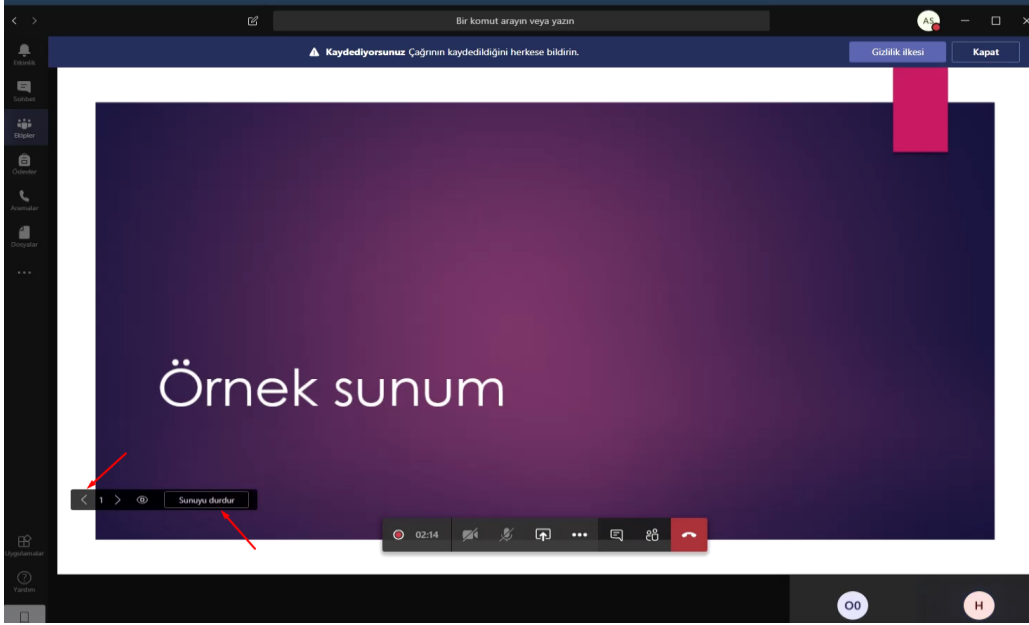 Bir komut arayın veya yazın
AS
Kaydediyorsunuz Çağrının kaydedildiğini herkese bildirin.
Gizlilik ilkesi
Kapat
Etkinlik
Sohbet
Ekipler
Ödevler
Aramalar
Dosyalar
Örnek sunum
1
Sunuyu durdur
02:14
Uygulamalar
Yardım
O0
H